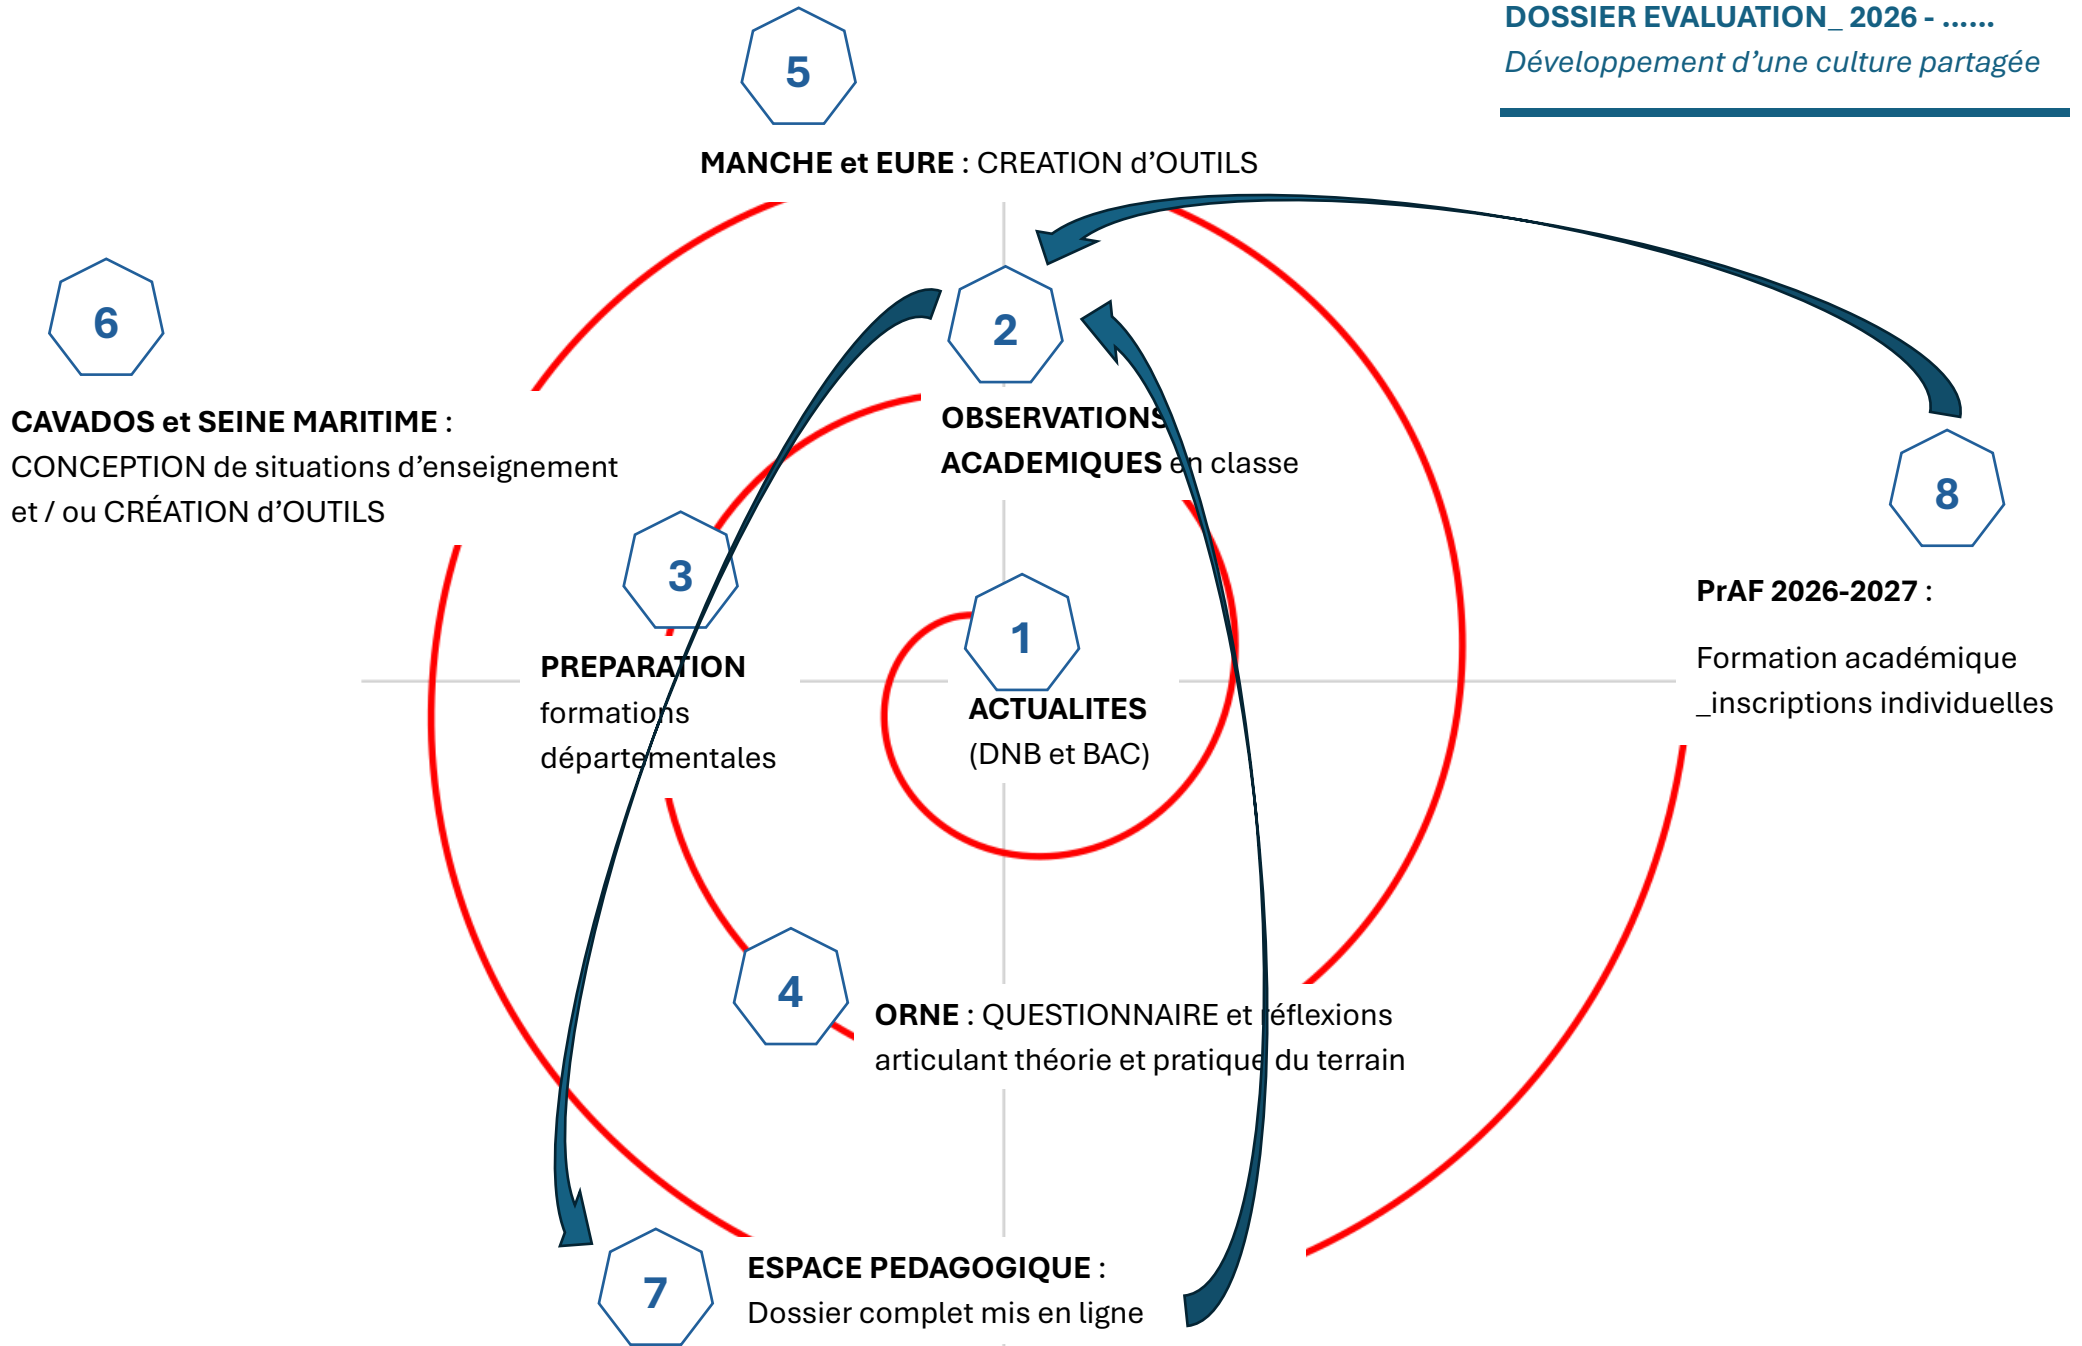 DOSSIER EVALUATION_ 2026 - ......
Développement d’une culture partagée
5
MANCHE et EURE : CREATION d’OUTILS
6
CAVADOS et SEINE MARITIME :
CONCEPTION de situations d’enseignement
et / ou CRÉATION d’OUTILS
2
OBSERVATIONS
ACADEMIQUES en classe
8
PrAF 2026-2027 :
Formation académique
_inscriptions individuelles
3
PREPARATION
formations
départementales
1
ACTUALITES
(DNB et BAC)
4
ORNE : QUESTIONNAIRE et réflexions
articulant théorie et pratique du terrain
7
ESPACE PEDAGOGIQUE :
Dossier complet mis en ligne